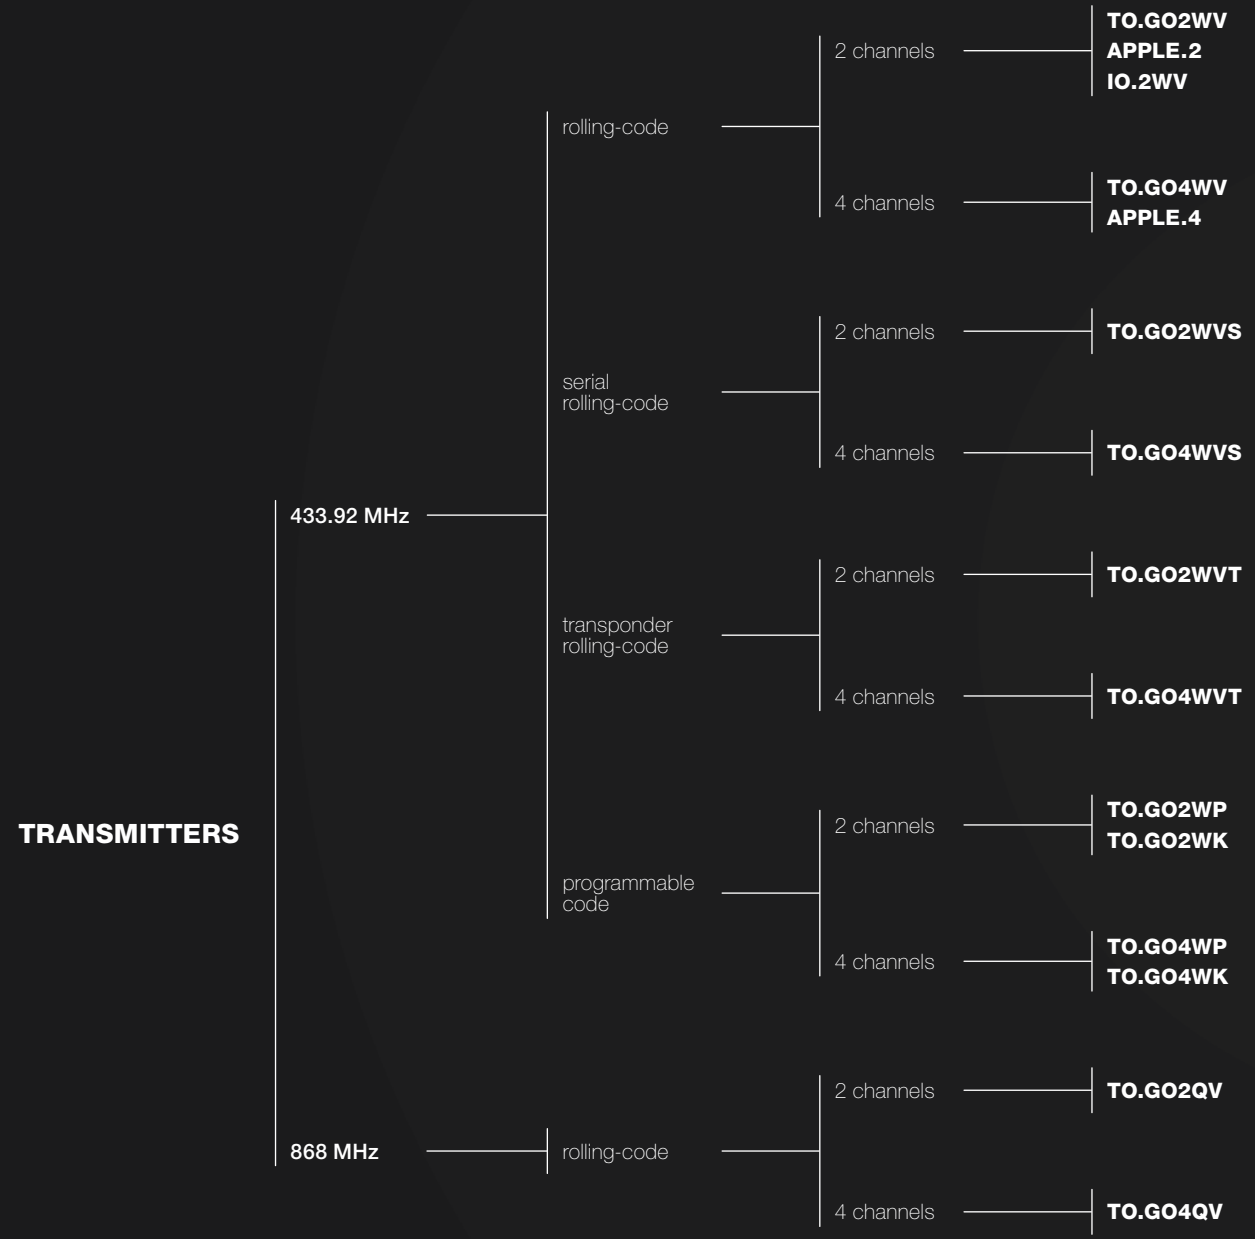 TRANSMITTERS
433.92 MHz
rolling-code
2 channels
TO.GO2WV
APPLE.2
IO.2WV
4 channels
TO.GO4WV
APPLE.4
serial
rolling-code
2 channels
TO.GO2WVS
4 channels
TO.GO4WVS
transponder
rolling-code
2 channels
TO.GO2WVT
4 channels
TO.GO4WVT
programmable
code
2 channels
TO.GO2WP
TO.GO2WK
4 channels
TO.GO4WP
TO.GO4WK
868 MHz
rolling-code
2 channels
TO.GO2QV
4 channels
TO.GO4QV